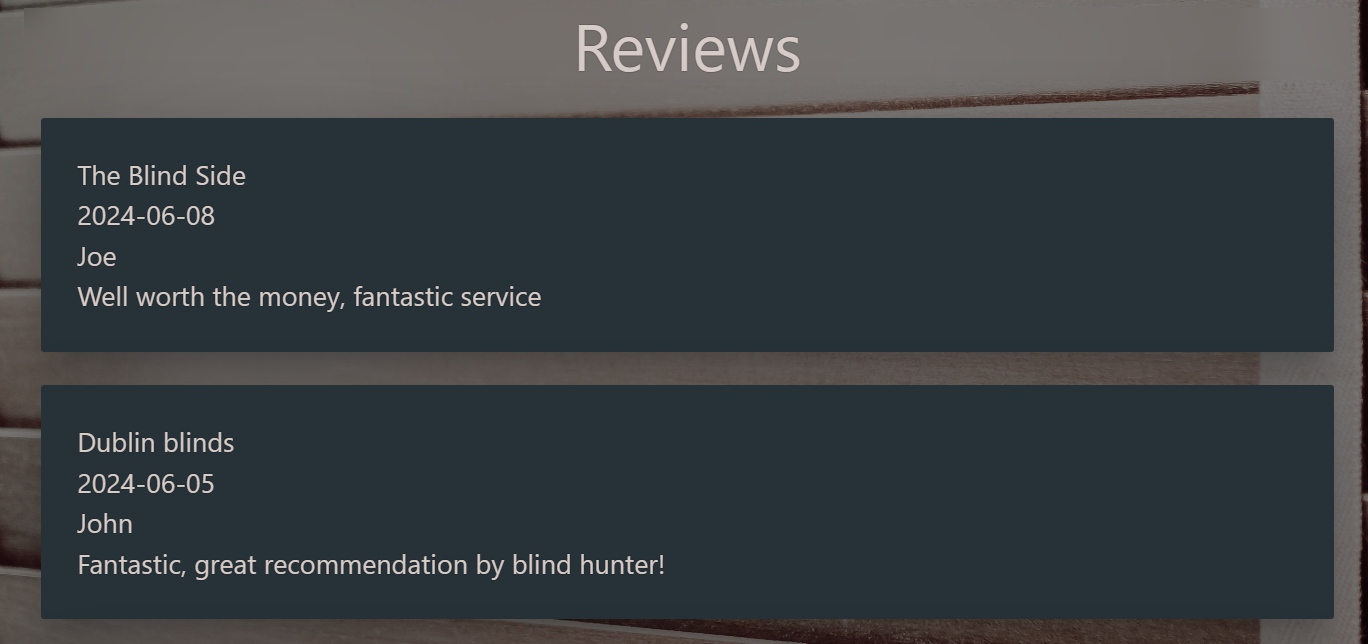 Reviews
The Blind Side
2024-06-08
Joe
Well worth the money, fantastic service
Dublin blinds
2024-06-05
John
Fantastic, great recommendation by blind hunter!